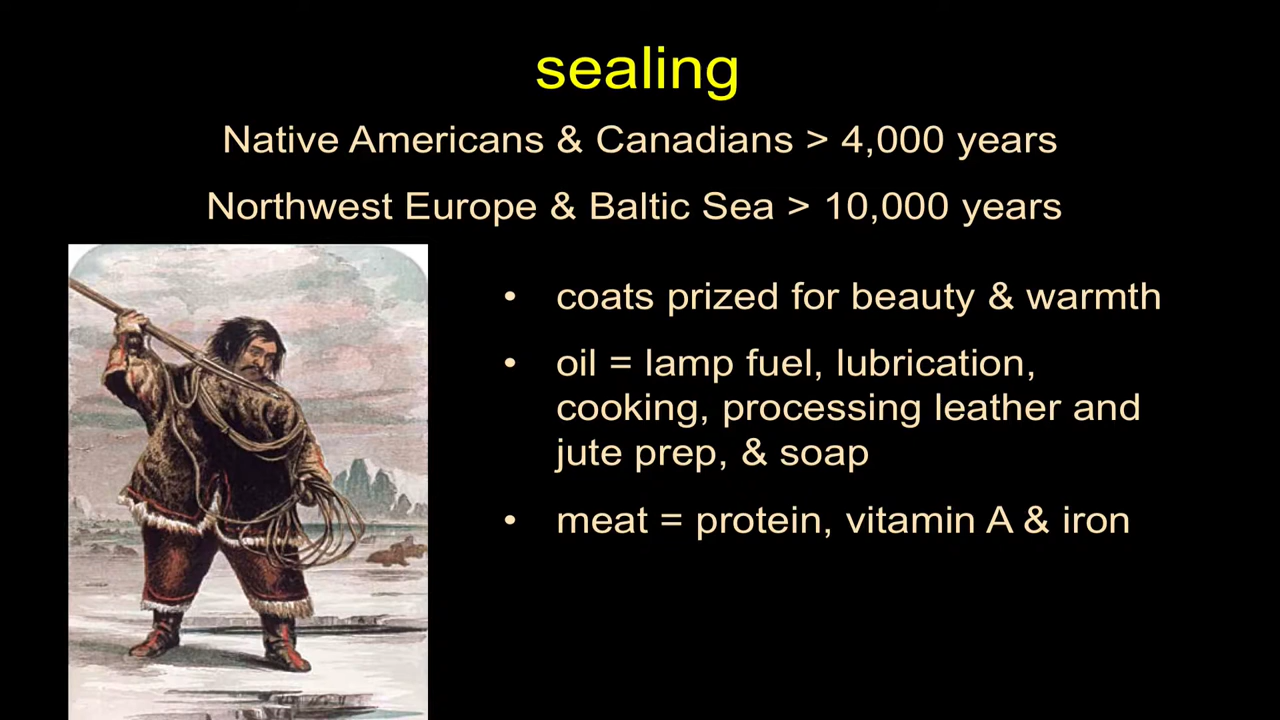 sealing
Native Americans & Canadians > 4,000 years
Northwest Europe & Baltic Sea > 10,000 years
• coats prized for beauty & warmth
• oil = lamp fuel, lubrication,
cooking, processing leather and
jute prep, & soap
• meat = protein, vitamin A & iron